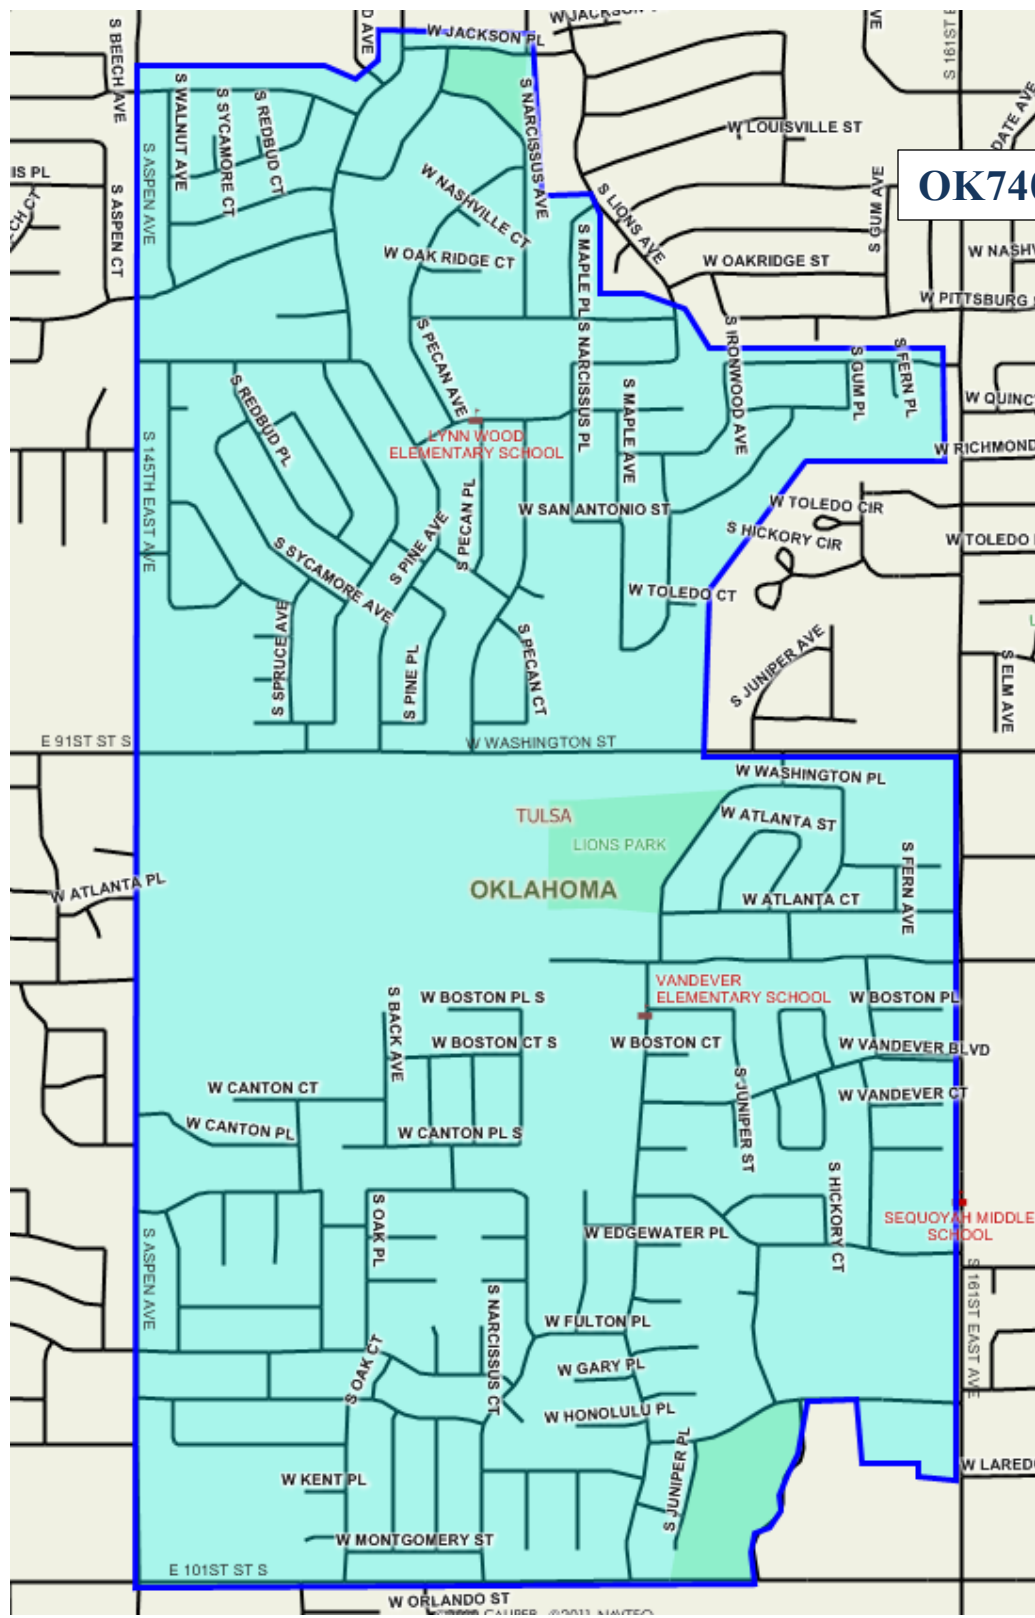 W JACKSON PL
S BEECH AVE
S 161ST E
S WALNUT AVE
S SYCAMORE CT
S REDBUD CT
S NARCISSUS AVE
W LOUISVILLE ST
DATE AVE
IS PL
S ASPEN AVE
S ASPEN CT
W NASHVILLE CT
S LIONS AVE
S GUM AVE
OK740
W OAK RIDGE CT
S MAPLE PL
W OAKRIDGE ST
W NASHV
W PITTSBURG
S PECAN AVE
S NARCISSUS PL
S IRONWOOD AVE
S GUM PL
S FERN PL
S REDBUD PL
S MAPLE AVE
W QUINC
LYNN WOOD
ELEMENTARY SCHOOL
S 145TH EAST AVE
W RICHMOND
S PECAN PL
W SAN ANTONIO ST
W TOLEDO CIR
S HICKORY CIR
W TOLEDO
S PINE AVE
S SYCAMORE AVE
W TOLEDO CT
S SPRUCE AVE
S PINE PL
S PECAN CT
S JUNIPER AVE
S ELM AVE
E 91ST ST S
W WASHINGTON ST
W WASHINGTON PL
TULSA
W ATLANTA ST
LIONS PARK
OKLAHOMA
W ATLANTA PL
W ATLANTA CT
S FERN AVE
VANDEVER
ELEMENTARY SCHOOL
S BACK AVE
W BOSTON PL S
W BOSTON PL
W BOSTON CT S
W BOSTON CT
W VANDEVER BLVD
W CANTON CT
S JUNIPER ST
W VANDEVER CT
W CANTON PL
W CANTON PL S
S HICKORY CT
S OAK PL
SEQUOYAH MIDDLE
SCHOOL
S ASPEN AVE
W EDGEWATER PL
S 161ST EAST AVE
S NARCISSUS CT
W FULTON PL
S OAK CT
W GARY PL
W HONOLULU PL
W KENT PL
S JUNIPER PL
W LARED
W MONTGOMERY ST
E 101ST ST S
W ORLANDO ST